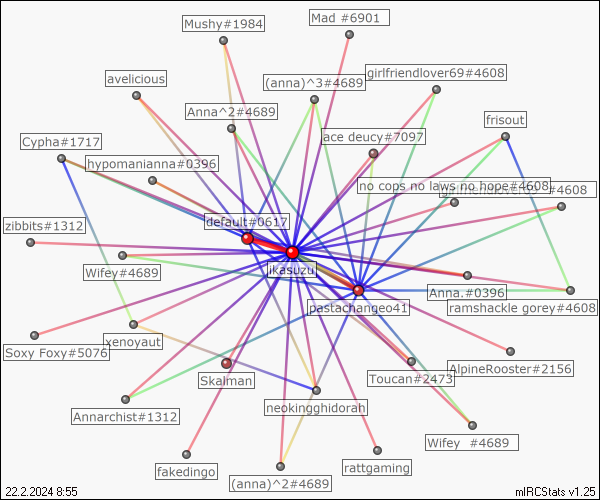 Mad #6901
Mushy#1984
girlfriendlover69#4608
avelicious
(anna)^3#4689
Anna^2#4689
frisout
ace deucy#7097
Cypha#1717
hypomanianna#0396
no cops no laws no hope#4608
#4608
default#0617
zibbits#1312
ikasuzu
Wifey#4689
Anna.#0396
pastachangeo41
ramshackle gorey#4608
xenoyaut
Soxy Foxy#5076
AlpineRooster#2156
Skalman
Toucan#2473
neokingghidorah
Annarchist#1312
Wifey #4689
fakedingo
rattgaming
(anna)^2#4689
22.2.2024 8:55
mIRCStats v1.25